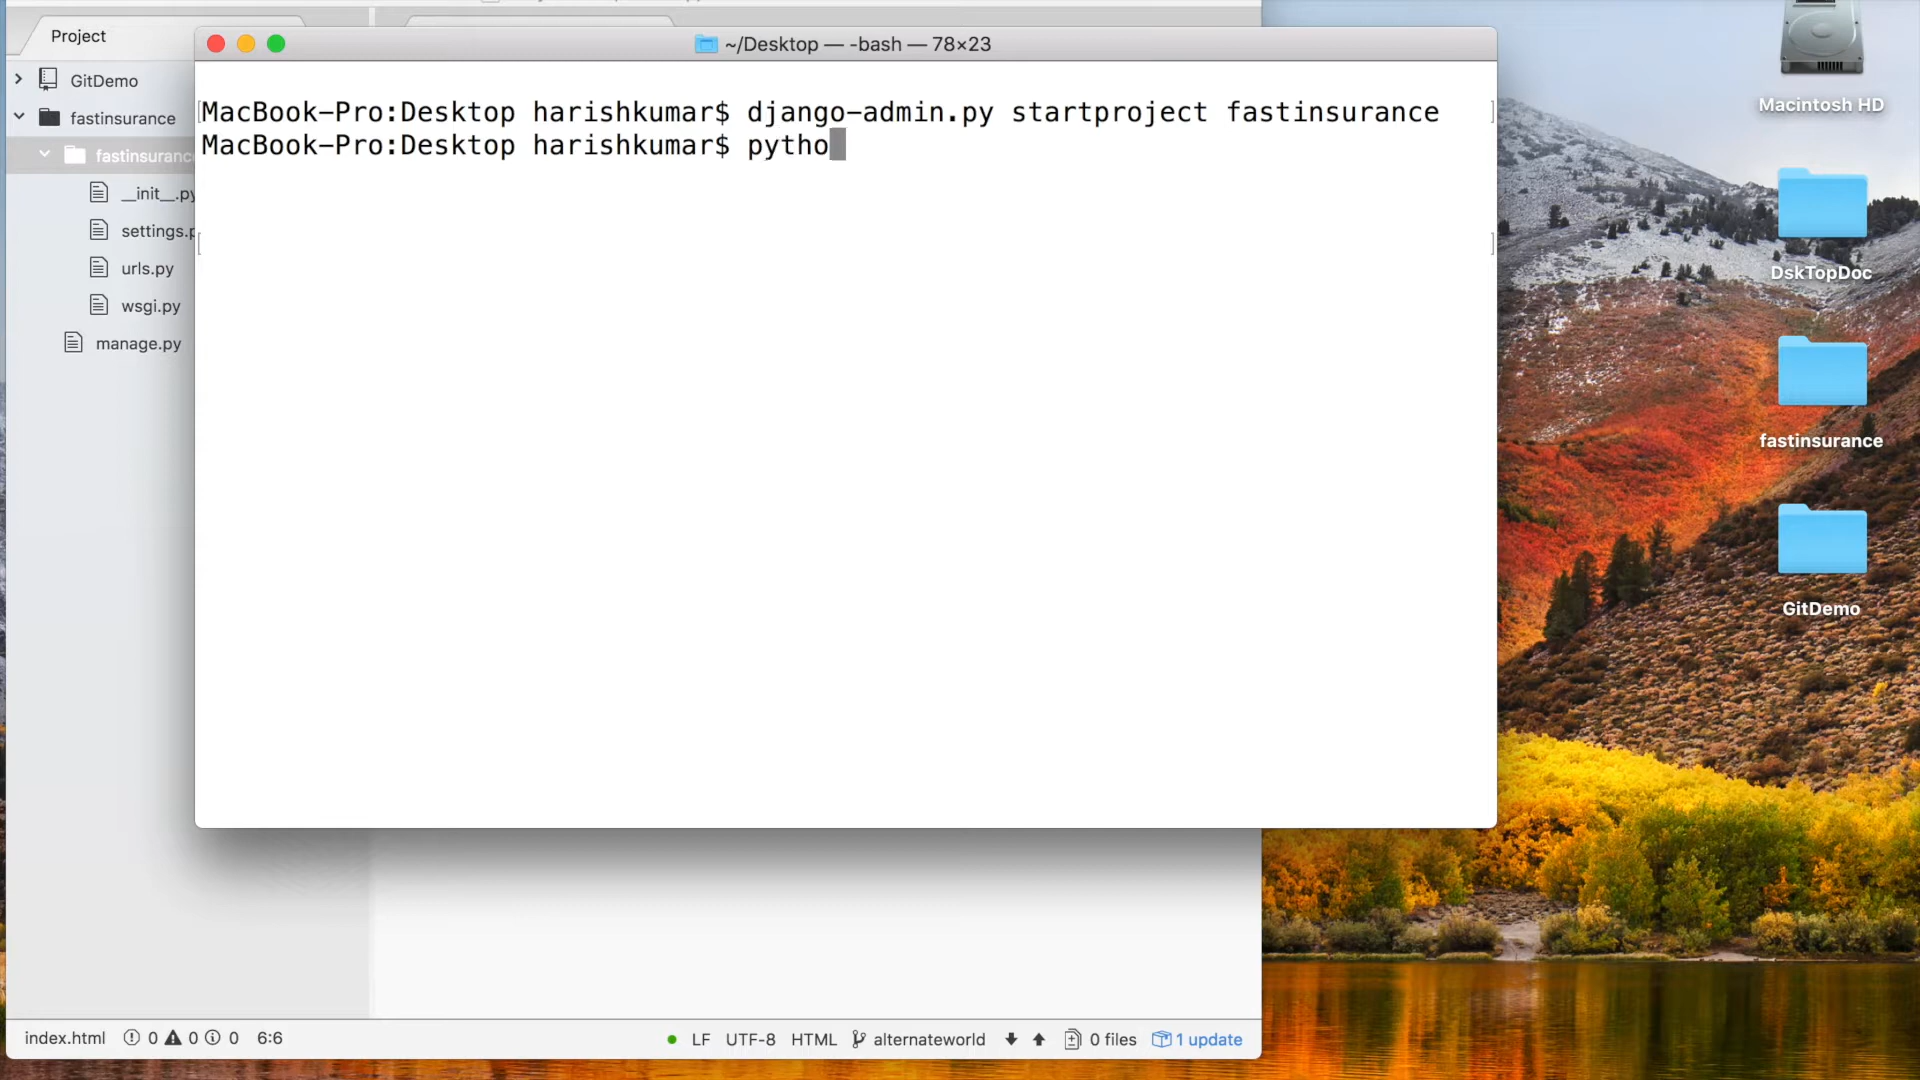 Project
~/Desktop — -bash — 78×23
GitDemo
fastinsurance
fastinsuranc
__init__.py
settings.p
urls.py
wsgi.py
manage.py
MacBook-Pro:Desktop harishkumar$ django-admin.py startproject fastinsurance
MacBook-Pro:Desktop harishkumar$ pytho
Macintosh HD
DskTopDoc
fastinsurance
GitDemo
index.html 0 0 0 6:6
LF UTF-8 HTML alternateworld 0 files 1 update